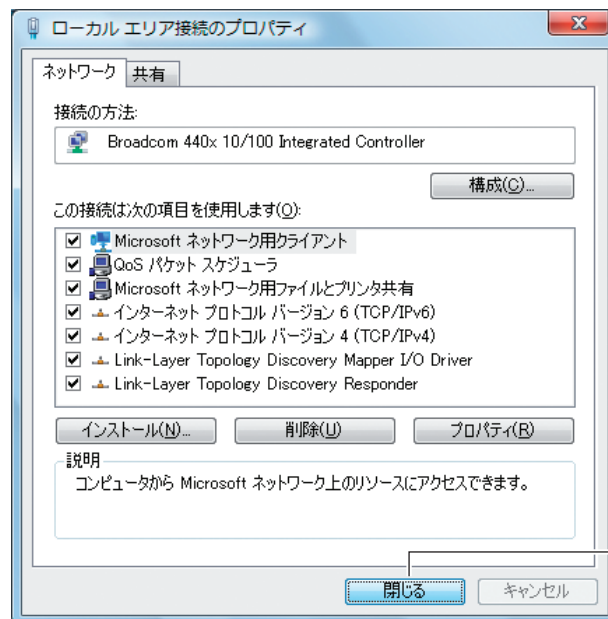 ローカル エリア接続のプロパティ
ネットワーク 共有
接続の方法:
Broadcom 440x 10/100 Integrated Controller
構成(C)...
この接続は次の項目を使用します(O):
Microsoft ネットワーク用クライアント
QoS パケット スケジューラ
Microsoft ネットワーク用ファイルとプリンタ共有
インターネット プロトコル バージョン 6 (TCP/IPv6)
インターネット プロトコル バージョン 4 (TCP/IPv4)
Link-Layer Topology Discovery Mapper I/O Driver
Link-Layer Topology Discovery Responder
インストール(N)... 削除(U) プロパティ(R)
説明
コンピュータから Microsoft ネットワーク上のリソースにアクセスできます。
閉じる キャンセル